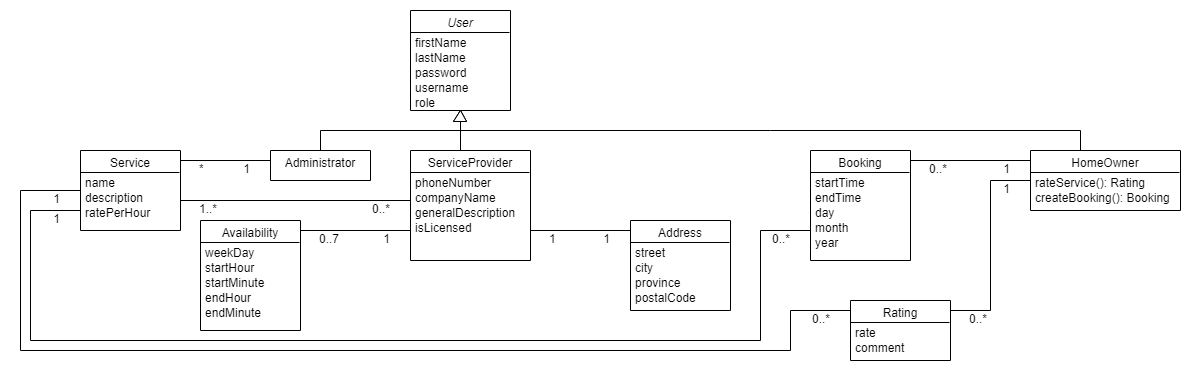 User
firstName
lastName
password
username
role
Service
name
description
ratePerHour
* 1
Administrator
ServiceProvider
phoneNumber
companyName
generalDescription
isLicensed
Booking
startTime
endTime
day
month
year
0..* 1
HomeOwner
rateService(): Rating
createBooking(): Booking
1
1
1..* 0..*
1
Availability
weekDay
startHour
startMinute
endHour
endMinute
0..7 1
1 1
Address
street
city
province
postalCode
0..*
Rating
rate
comment
0..* 0..*